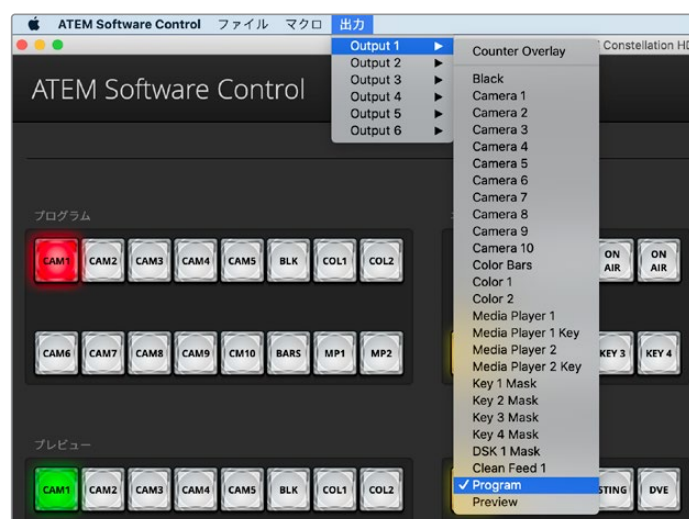 ATEM Software Control ファイル マクロ 出力
Constellation HD
ATEM Software Control
Output 1
Output 2
Output 3
Output 4
Output 5
Output 6
Counter Overlay
Black
Camera 1
Camera 2
Camera 3
Camera 4
Camera 5
Camera 6
Camera 7
Camera 8
Camera 9
Camera 10
Color Bars
Color 1
Color 2
Media Player 1
Media Player 1 Key
Media Player 2
Media Player 2 Key
Key 1 Mask
Key 2 Mask
Key 3 Mask
Key 4 Mask
DSK 1 Mask
Clean Feed 1
✓ Program
Preview
プログラム
CAM1 CAM2 CAM3 CAM4 CAM5 BLK COL1 COL2
CAM6 CAM7 CAM8 CAM9 CM10 BARS MP1 MP2
プレビュー
CAM1 CAM2 CAM3 CAM4 CAM5 BLK COL1 COL2
ON AIR
ON AIR
KEY 3 KEY 4
DVE